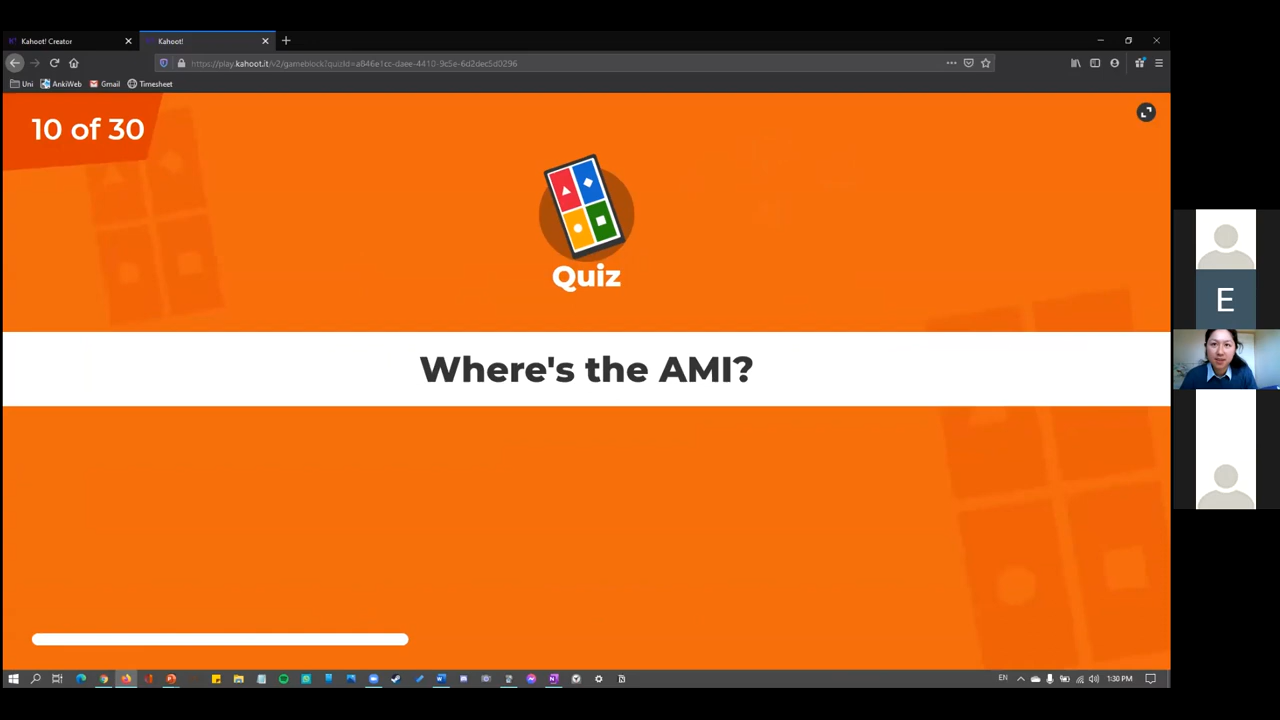 Kahoot! Creator
Kahoot!
https://play.kahoot.it/v2/gameblock?quizId=a846e1cc-daee-4410-9c5e-6d2dec5d0296
Uni
AnkiWeb
Gmail
Timesheet
10 of 30
Quiz
Where's the AMI?
E
EN
1:30 PM